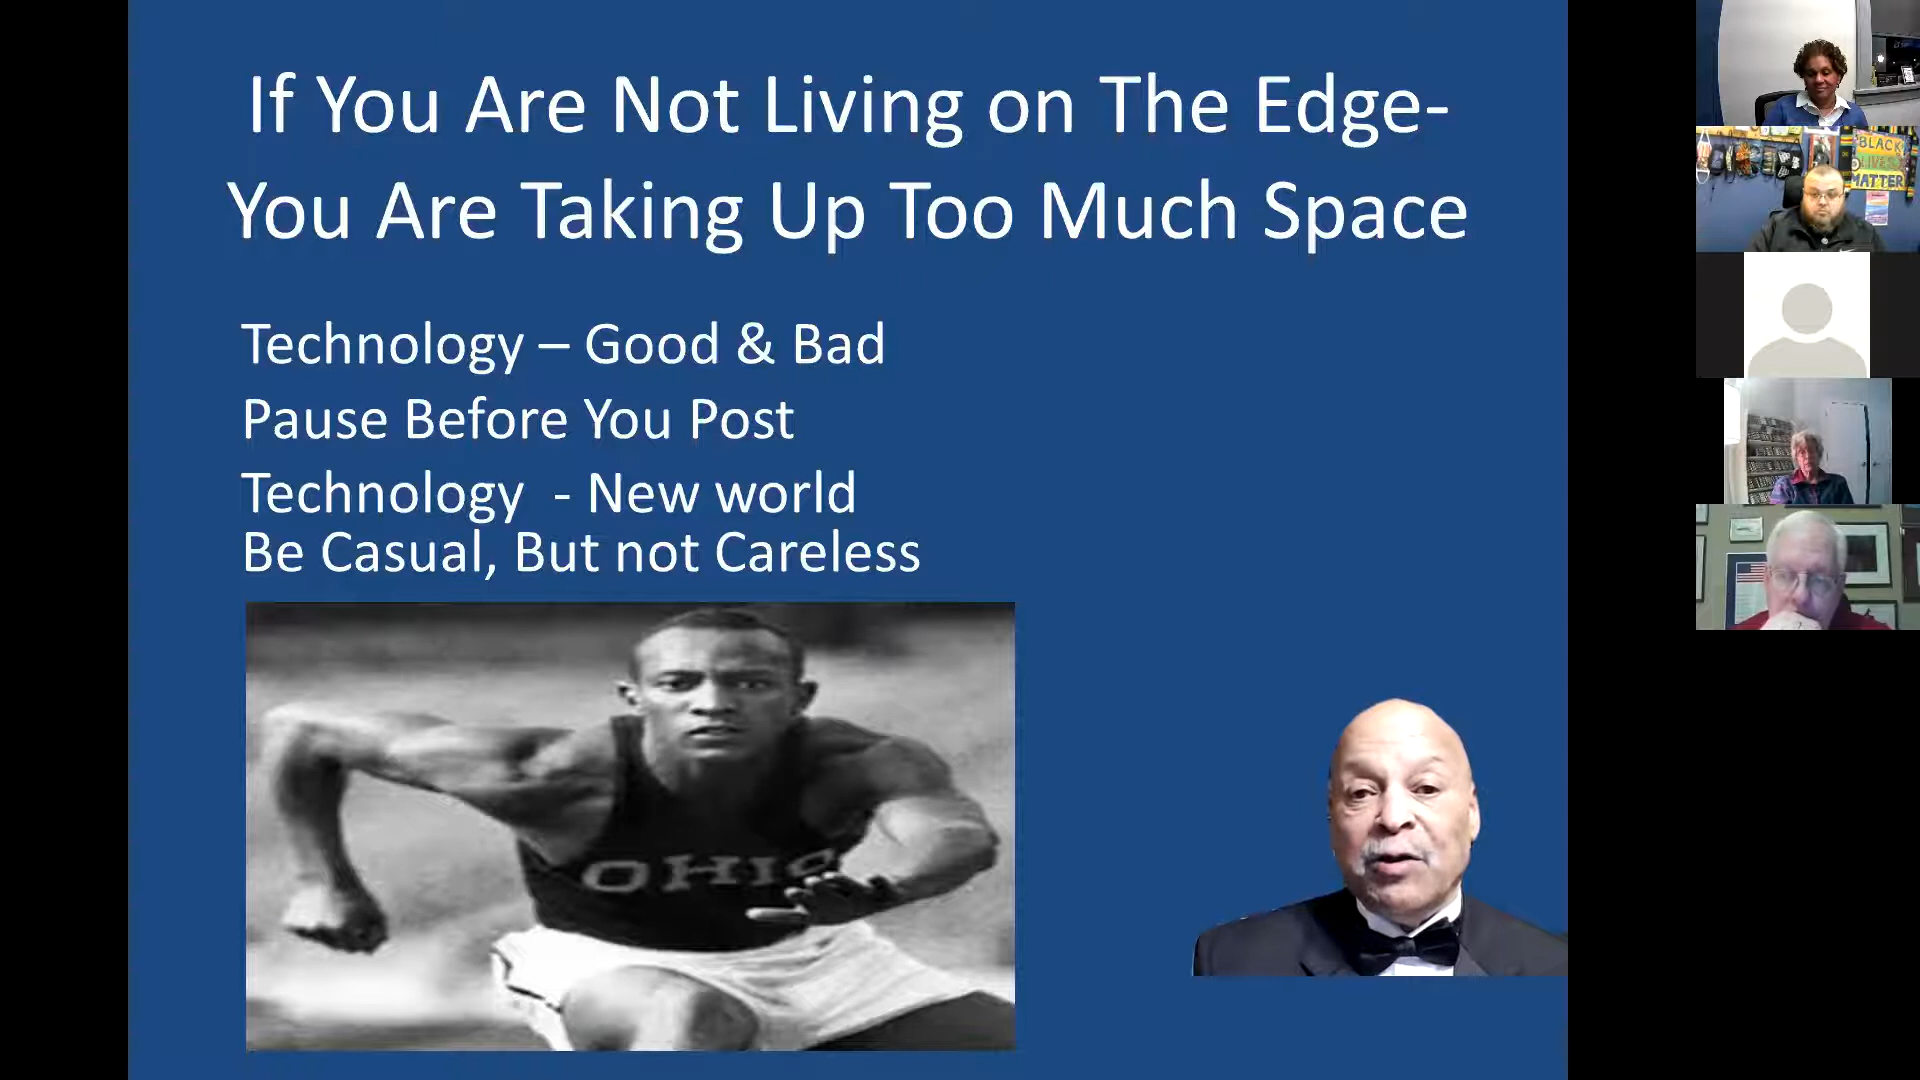 If You Are Not Living on The Edge-
You Are Taking Up Too Much Space
Technology – Good & Bad
Pause Before You Post
Technology  - New world
Be Casual, But not Careless
OHIO
BLACK
LIVES
MATTER